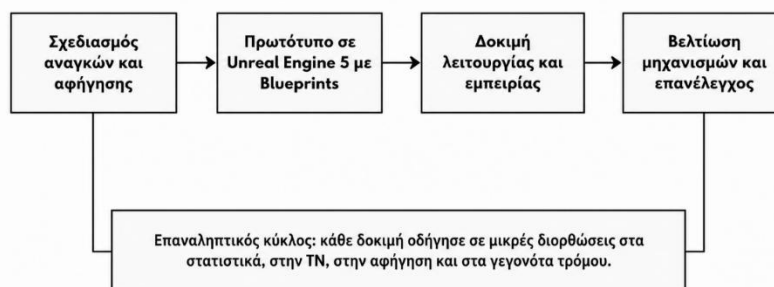 Σχεδιασμός
αναγκών και
αφήγησης
Πρωτότυπο σε
Unreal Engine 5 με
Blueprints
Δοκιμή
λειτουργίας και
εμπειρίας
Βελτίωση
μηχανισμών και
επανέλεγχος
Επαναληπτικός κύκλος: κάθε δοκιμή οδήγησε σε μικρές διορθώσεις στα
στατιστικά, στην ΤΝ, στην αφήγηση και στα γεγονότα τρόμου.